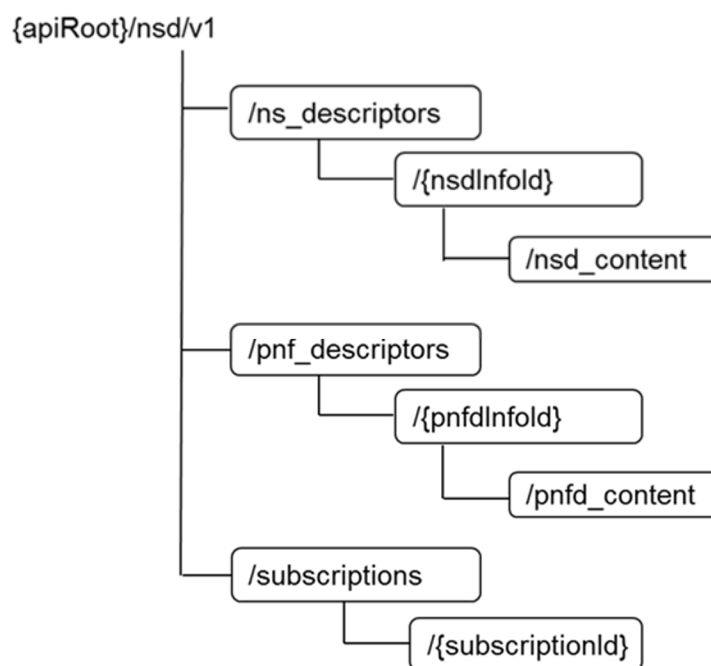 {apiRoot}/nsd/v1
/ns_descriptors
/{nsdInfoId}
/nsd_content
/pnf_descriptors
/{pnfdInfoId}
/pnfd_content
/subscriptions
/{subscriptionId}